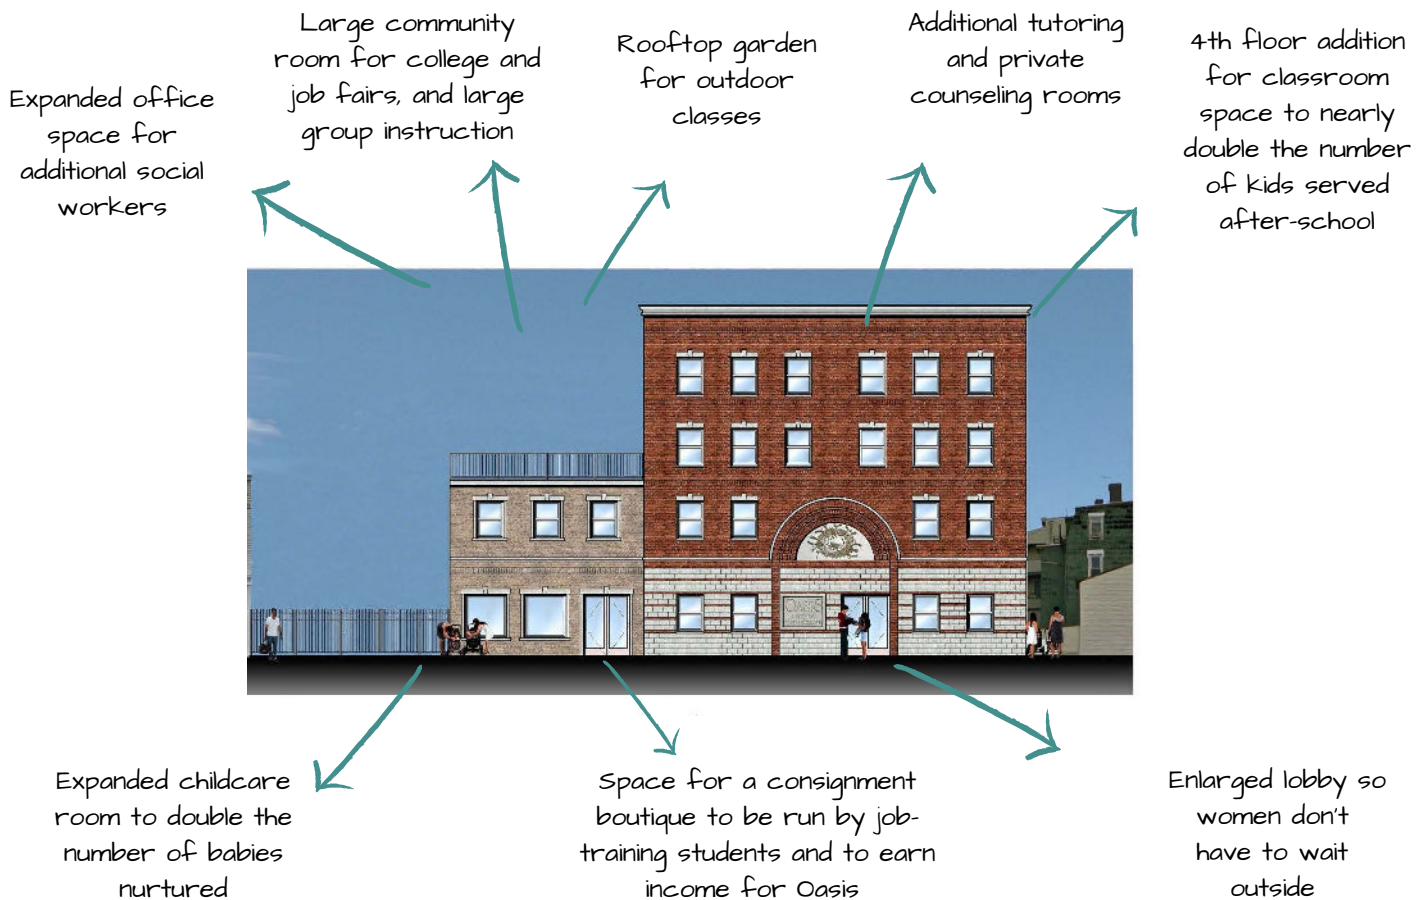 Expanded office
space for
additional social
workers
Large community
room for college and
job fairs, and large
group instruction
Rooftop garden
for outdoor
classes
Additional tutoring
and private
counseling rooms
4th floor addition
for classroom
space to nearly
double the number
of kids served
after-school
OASIS
Expanded childcare
room to double the
number of babies
nurtured
Space for a consignment
boutique to be run by job-
training students and to earn
income for Oasis
Enlarged lobby so
women don't
have to wait
outside